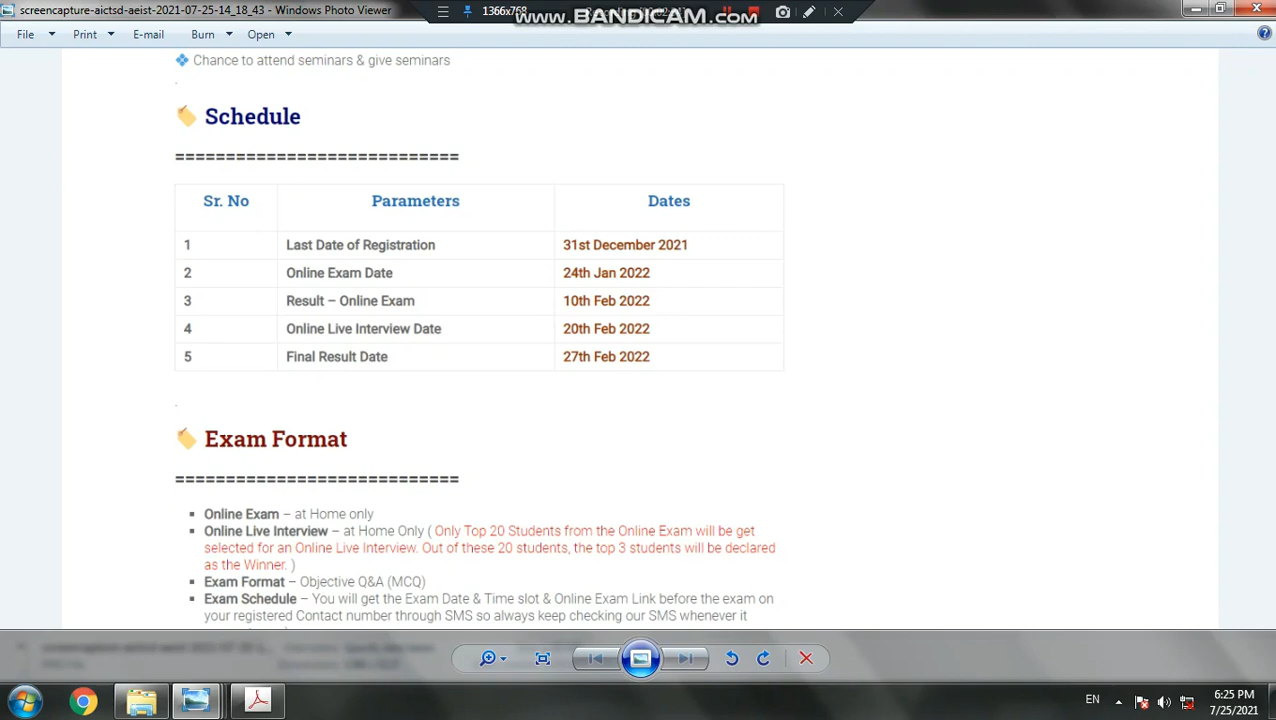 screencapture-aictsd-aeist-2021-07-25-14_18_43 - Windows Photo Viewer
1366x768
www.BANDICAM.com
File Print E-mail Burn Open
Chance to attend seminars & give seminars
.
Schedule
===========================
Sr. No Parameters Dates
1 Last Date of Registration 31st December 2021
2 Online Exam Date 24th Jan 2022
3 Result – Online Exam 10th Feb 2022
4 Online Live Interview Date 20th Feb 2022
5 Final Result Date 27th Feb 2022
.
Exam Format
===========================
Online Exam – at Home only
Online Live Interview – at Home Only ( Only Top 20 Students from the Online Exam will be get
selected for an Online Live Interview. Out of these 20 students, the top 3 students will be declared
as the Winner. )
Exam Format – Objective Q&A (MCQ)
Exam Schedule – You will get the Exam Date & Time slot & Online Exam Link before the exam on
your registered Contact number through SMS so always keep checking our SMS whenever it
EN
6:25 PM
7/25/2021